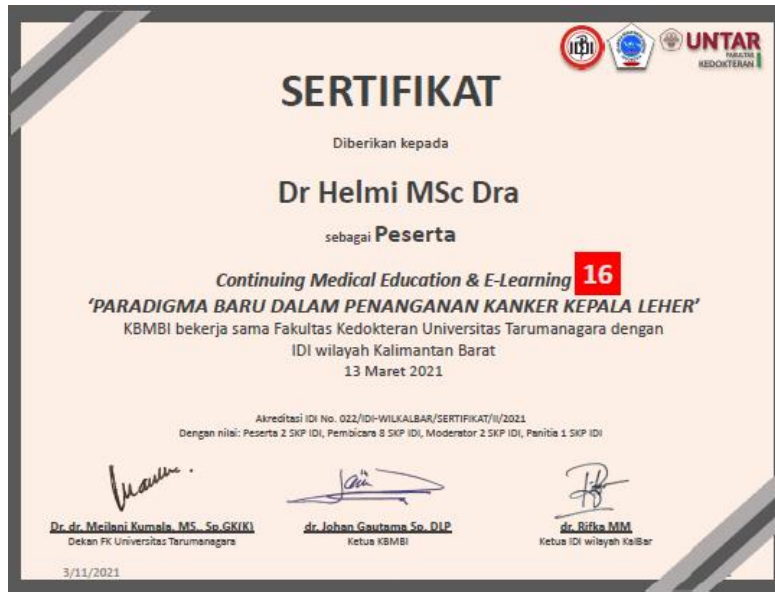 IDI
UNTAR
FAKULTAS
KEDOKTERAN
SERTIFIKAT
Diberikan kepada
Dr Helmi MSc Dra
sebagai Peserta
Continuing Medical Education & E-Learning 16
‘PARADIGMA BARU DALAM PENANGANAN KANKER KEPALA LEHER’
KBMBI bekerja sama Fakultas Kedokteran Universitas Tarumanagara dengan
IDI wilayah Kalimantan Barat
13 Maret 2021
Akreditasi IDI No. 022/IDI-WILKALBAR/SERTIFIKAT/II/2021
Dengan nilai: Peserta 2 SKP IDI, Pembicara 8 SKP IDI, Moderator 2 SKP IDI, Panitia 1 SKP IDI
Dr. dr. Meilani Kumala, MS., Sp.GK(K) dr. Johan Gautama So, DLP dr. Rifka MM
Dekan FK Universitas Tarumanagara Ketua KBMBI Ketua IDI wilayah KalBar
3/11/2021